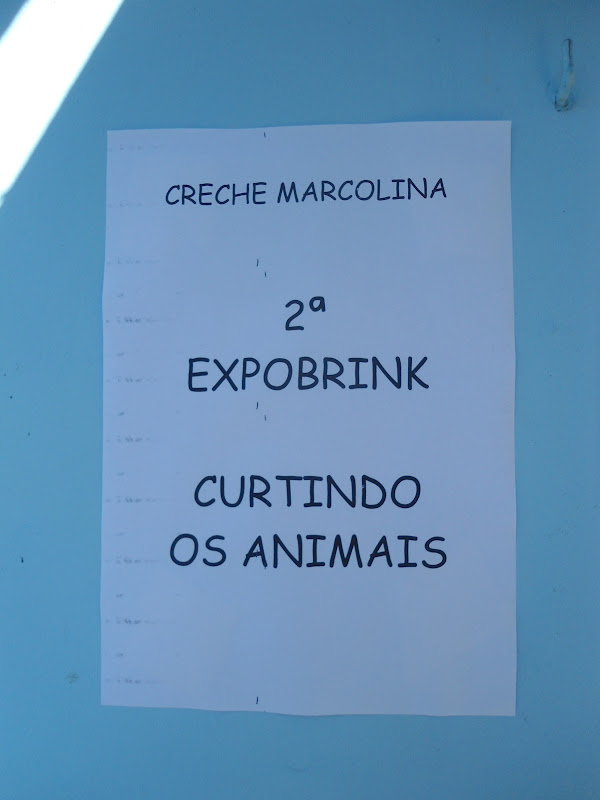 CRECHE MARCOLINA
2ª
EXPOBRINK
CURTINDO
OS ANIMAIS